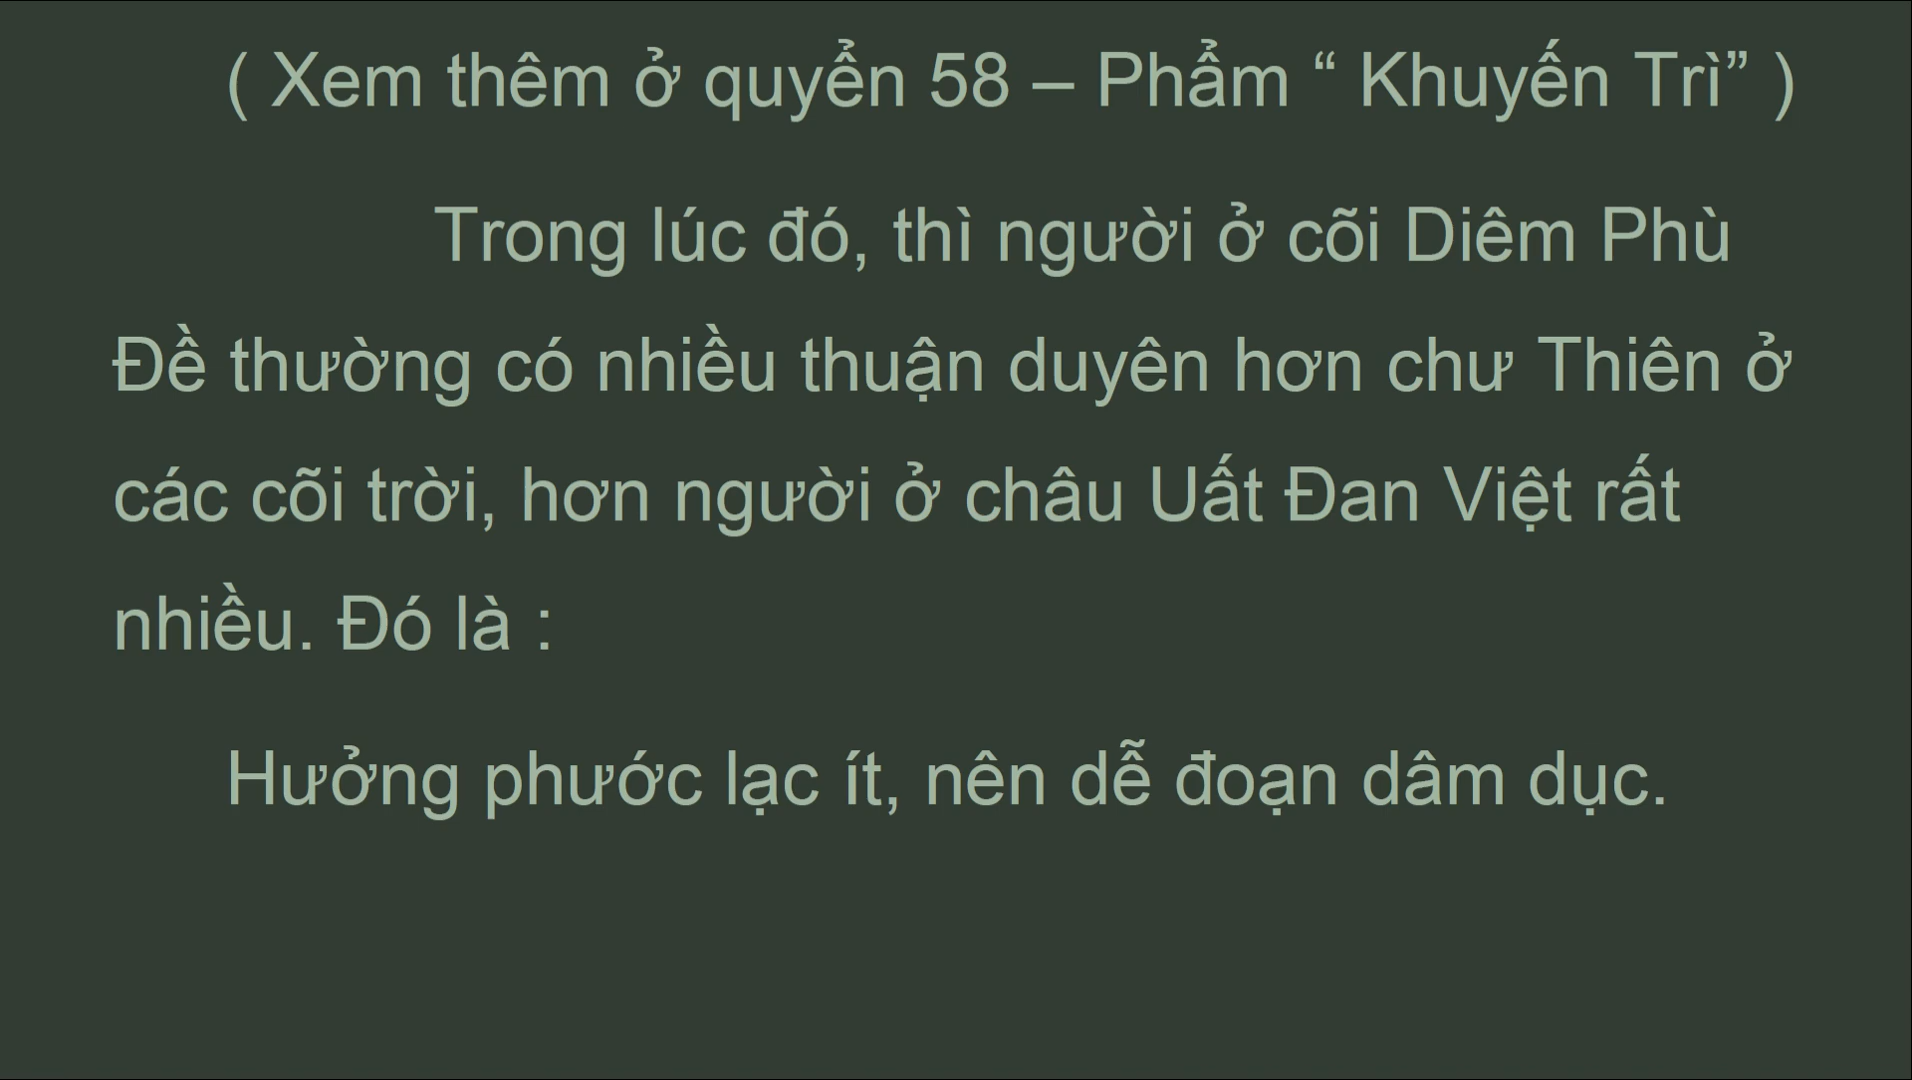 ( Xem thêm ở quyển 58 – Phẩm “ Khuyến Trì” )
Trong lúc đó, thì người ở cõi Diêm Phù
Đề thường có nhiều thuận duyên hơn chư Thiên ở
các cõi trời, hơn người ở châu Uất Đan Việt rất
nhiều. Đó là :
Hưởng phước lạc ít, nên dễ đoạn dâm dục.